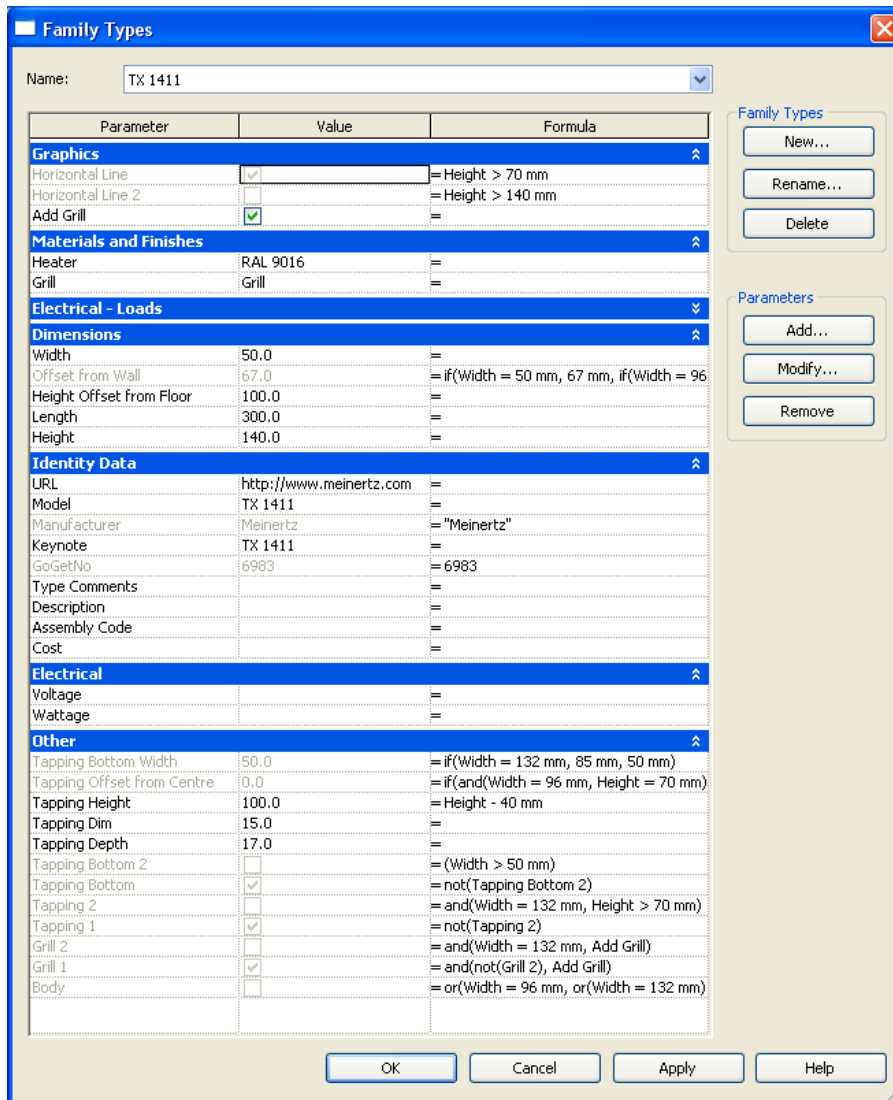 Family Types
Name: TX 1411
Parameter Value Formula
Graphics
Horizontal Line = Height > 70 mm
Horizontal Line 2 = Height > 140 mm
Add Grill =
Materials and Finishes
Heater RAL 9016 =
Grill Grill =
Electrical - Loads
Dimensions
Width 50.0 =
Offset from Wall 67.0 = if(Width = 50 mm, 67 mm, if(Width = 96
Height Offset from Floor 100.0 =
Length 300.0 =
Height 140.0 =
Identity Data
URL http://www.meinertz.com =
Model TX 1411 =
Manufacturer Meinertz = "Meinertz"
Keynote TX 1411 =
GoGetNo 6983 = 6983
Type Comments =
Description =
Assembly Code =
Cost =
Electrical
Voltage =
Wattage =
Other
Tapping Bottom Width 50.0 = if(Width = 132 mm, 85 mm, 50 mm)
Tapping Offset from Centre 0.0 = if(and(Width = 96 mm, Height = 70 mm)
Tapping Height 100.0 = Height - 40 mm
Tapping Dim 15.0 =
Tapping Depth 17.0 =
Tapping Bottom 2 = (Width > 50 mm)
Tapping Bottom = not(Tapping Bottom 2)
Tapping 2 = and(Width = 132 mm, Height > 70 mm)
Tapping 1 = not(Tapping 2)
Grill 2 = and(Width = 132 mm, Add Grill)
Grill 1 = and(not(Grill 2), Add Grill)
Body = or(Width = 96 mm, or(Width = 132 mm)
Family Types
New...
Rename...
Delete
Parameters
Add...
Modify...
Remove
OK Cancel Apply Help